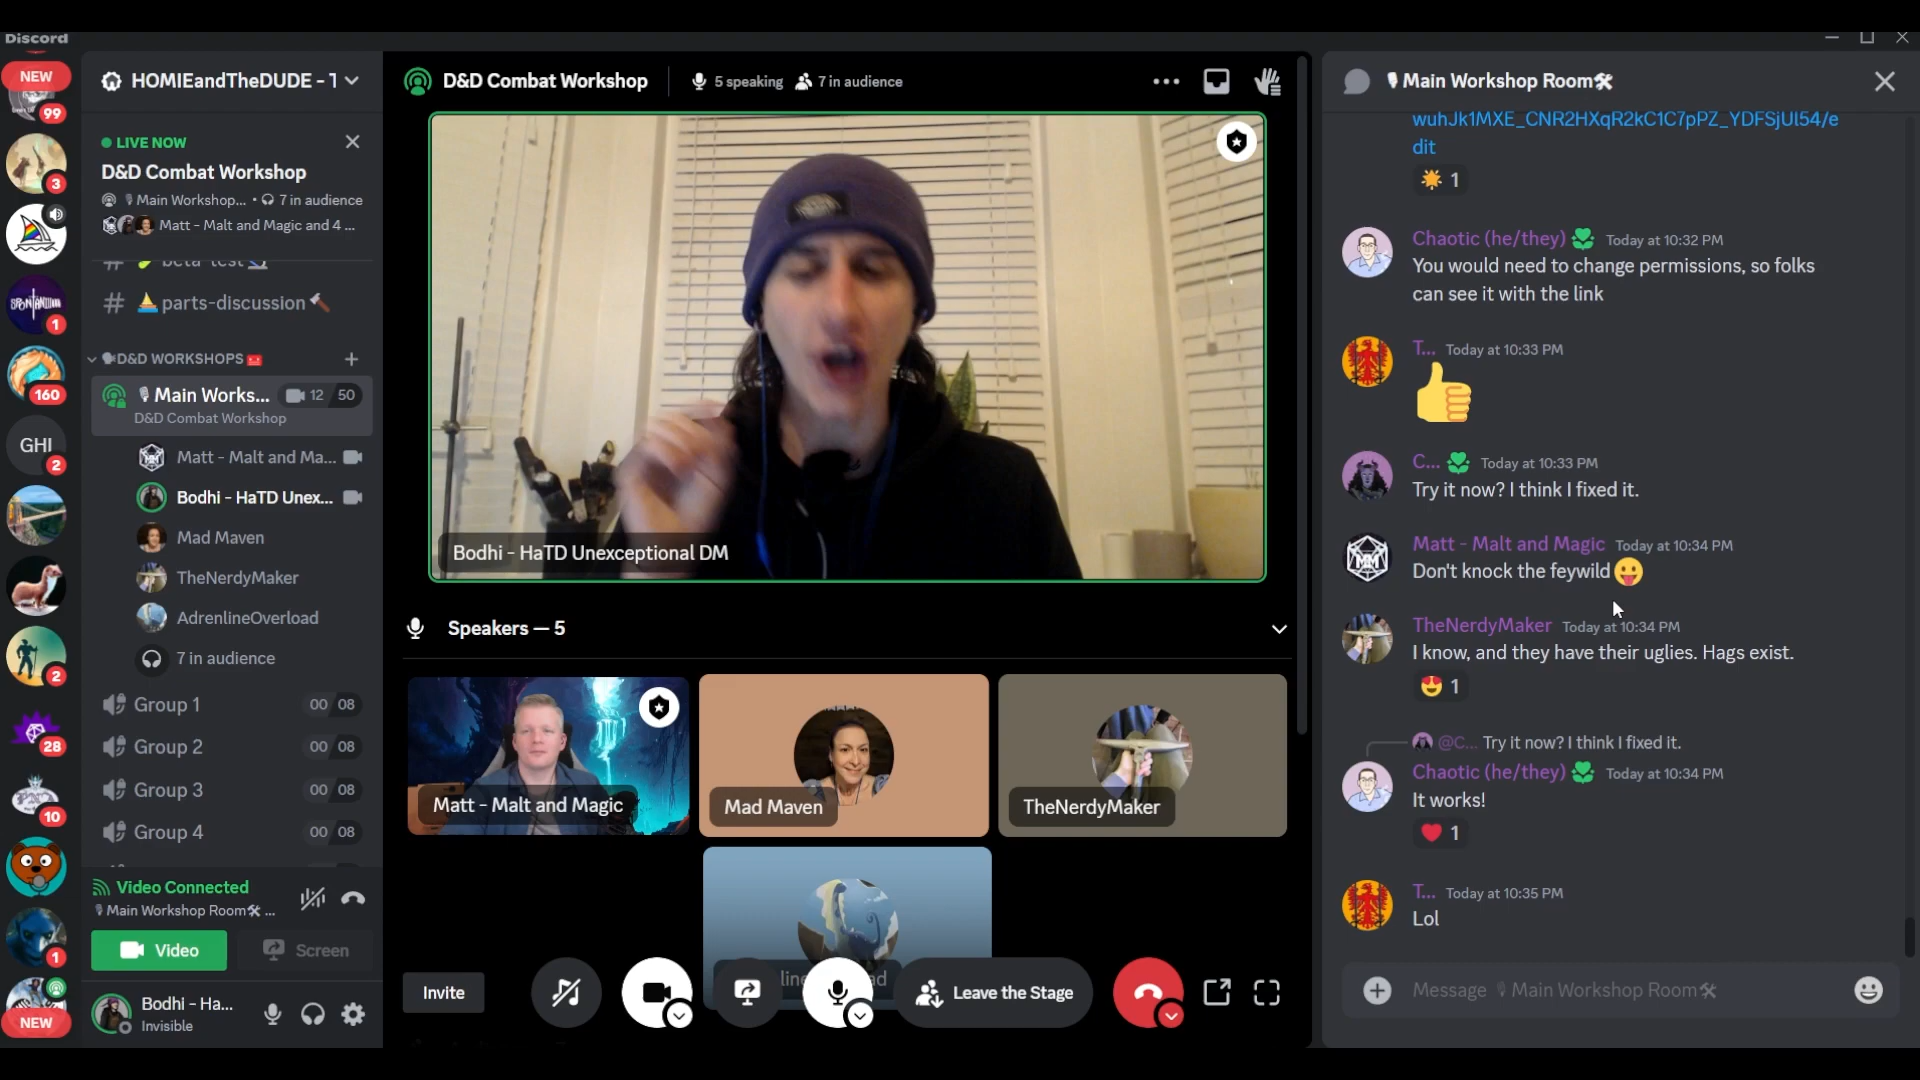 Discord
NEW
99
3
1
160
GHI
2
2
28
10
1
NEW
HOMIEandTheDUDE - T
LIVE NOW
D&D Combat Workshop
Main Workshop... • 7 in audience
Matt - Malt and Magic and 4 ...
# beta-test
# parts-discussion
D&D WORKSHOPS
Main Works... 12 50
D&D Combat Workshop
Matt - Malt and Ma...
Bodhi - HaTD Unex...
Mad Maven
TheNerdyMaker
AdrenlineOverload
7 in audience
Group 1 00 08
Group 2 00 08
Group 3 00 08
Group 4 00 08
Video Connected
Main Workshop Room ...
Video
Screen
Bodhi - Ha...
Invisible
D&D Combat Workshop
5 speaking
7 in audience
Bodhi - HaTD Unexceptional DM
Speakers — 5
Matt - Malt and Magic
Mad Maven
TheNerdyMaker
Invite
Leave the Stage
Main Workshop Room
wuhJk1MXE_CNR2HXqR2kC1C7pPZ_YDFSjUl54/e
dit
1
Chaotic (he/they) Today at 10:32 PM
You would need to change permissions, so folks
can see it with the link
T... Today at 10:33 PM
C... Today at 10:33 PM
Try it now? I think I fixed it.
Matt - Malt and Magic Today at 10:34 PM
Don't knock the feywild
TheNerdyMaker Today at 10:34 PM
I know, and they have their uglies. Hags exist.
1
@C... Try it now? I think I fixed it.
Chaotic (he/they) Today at 10:34 PM
It works!
1
T... Today at 10:35 PM
Lol
Message Main Workshop Room